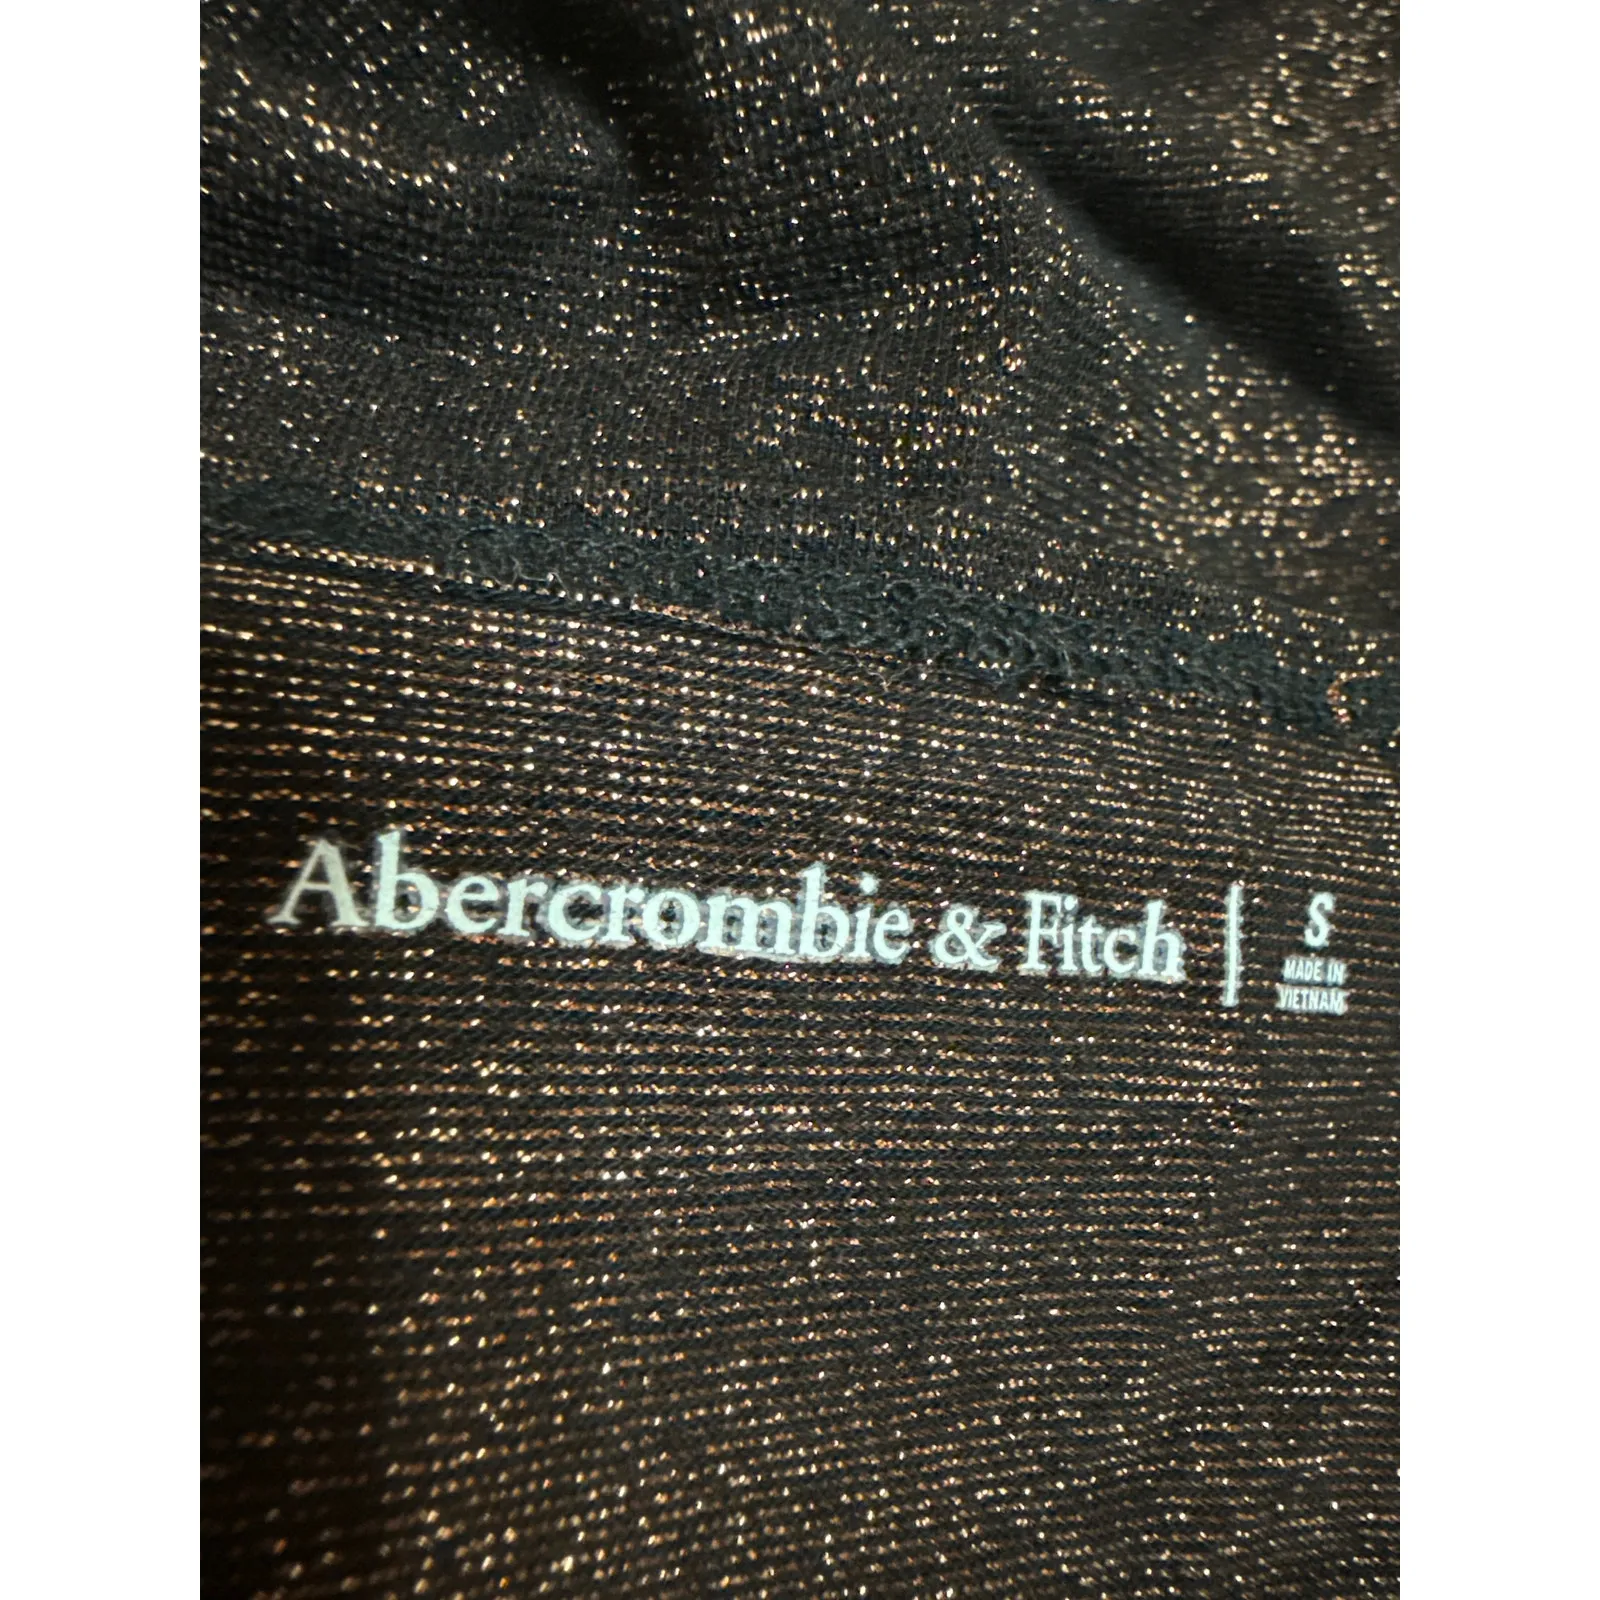 Abercrombie & Fitch | S
MADE IN
VIETNAM